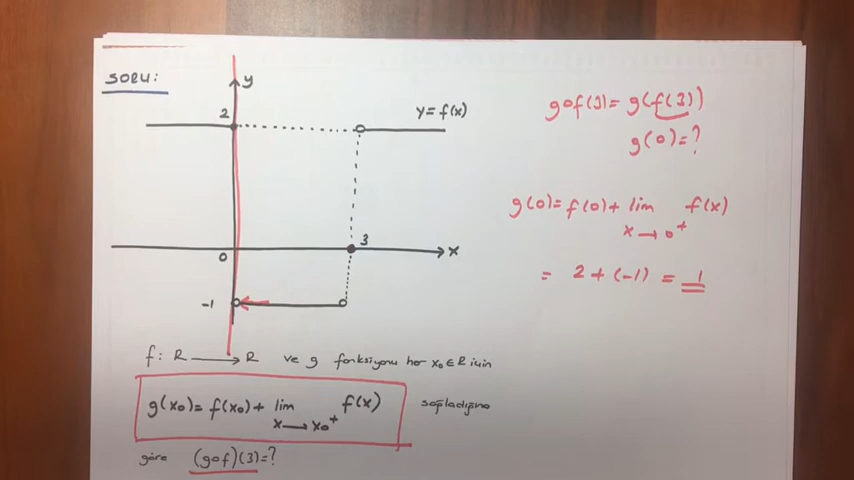 SORU:
y
2
y=f(x)
3
0
x
-1
f: R → R ve g fonksiyonu her x₀ ∈ R için
g(x₀)= f(x₀)+ lim f(x) sağladığına
x→x₀⁺
göre (gof)(3)=?
gof(3)= g(f(3))
g(0)=?
g(0)= f(0)+ lim f(x)
x→0⁺
= 2+(-1) = 1